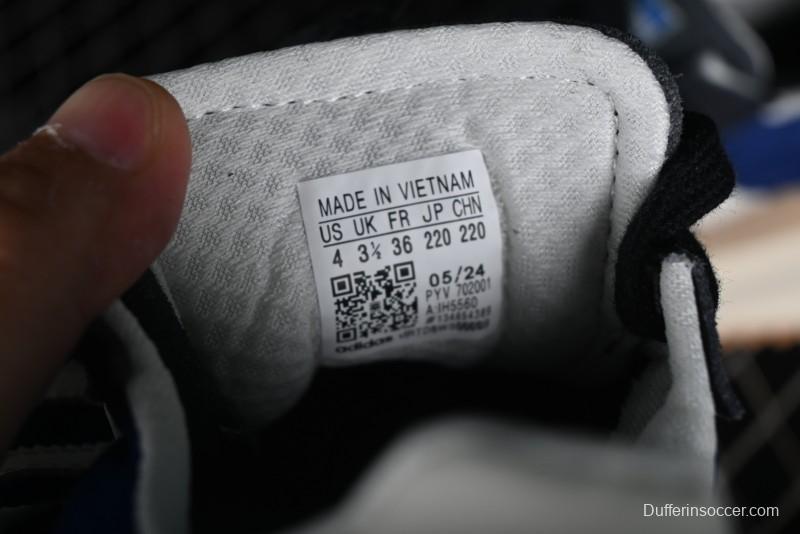 MADE IN VIETNAM
US UK FR JP CHN
4 3½ 36 220 220
05/24
PYV 702001
A:IH5560
adidas
Dufferinsoccer.com